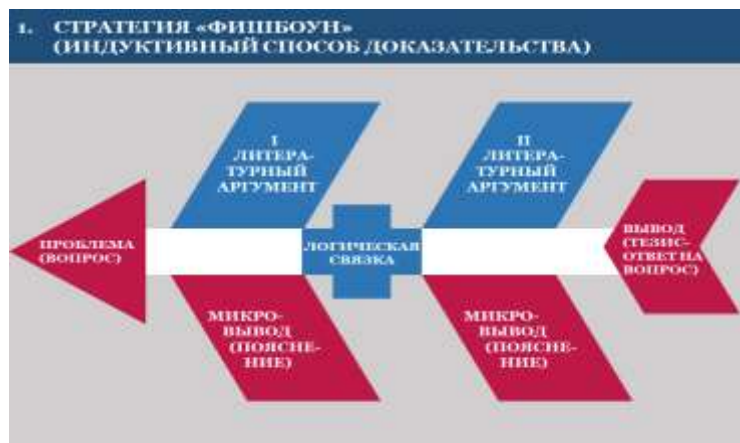 1. СТРАТЕГИЯ «ФИШБОУН»
(ИНДУКТИВНЫЙ СПОСОБ ДОКАЗАТЕЛЬСТВА)
I
ЛИТЕРА-
ТУРНЫЙ
АРГУМЕНТ
II
ЛИТЕРА-
ТУРНЫЙ
АРГУМЕНТ
ПРОБЛЕМА
(ВОПРОС)
ЛОГИЧЕСКАЯ
СВЯЗКА
ВЫВОД
(ТЕЗИС-
ОТВЕТ НА
ВОПРОС)
МИКРО-
ВЫВОД
(ПОЯСНЕ-
НИЕ)
МИКРО-
ВЫВОД
(ПОЯСНЕ-
НИЕ)